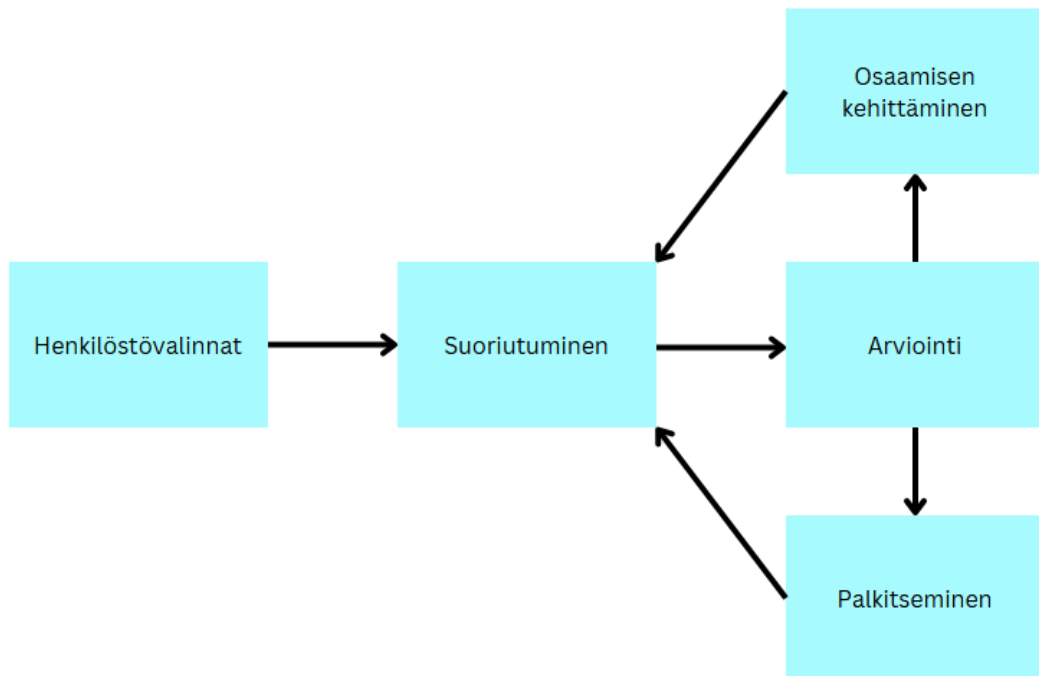 Osaamisen
kehittäminen
Henkilöstövalinnat
Suoriutuminen
Arviointi
Palkitseminen